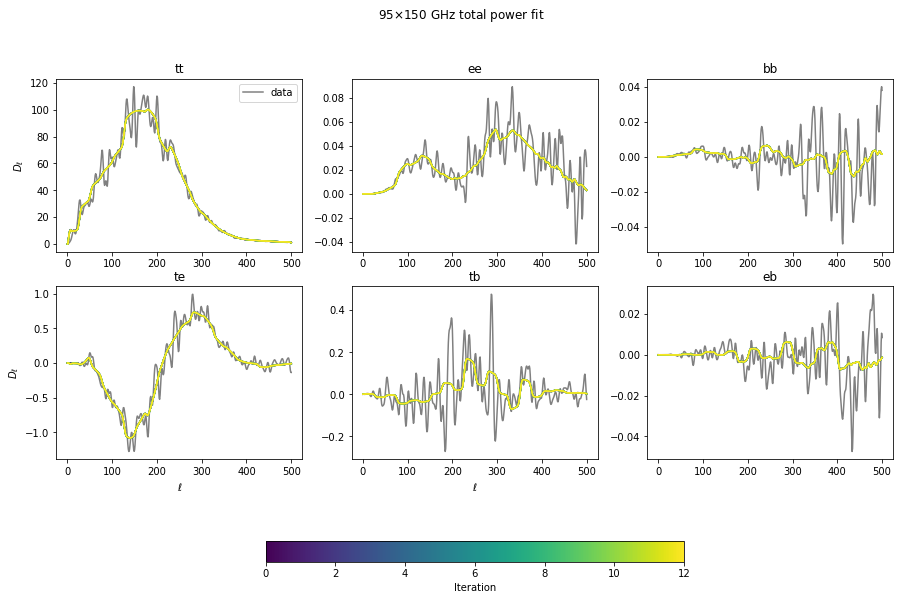 95×150 GHz total power fit
tt
ee
bb
data
120
100
80
60
40
20
0
0.08
0.06
0.04
0.02
0.00
−0.02
−0.04
0.04
0.02
0.00
−0.02
−0.04
Dℓ
0 100 200 300 400 500
0 100 200 300 400 500
0 100 200 300 400 500
te
tb
eb
1.0
0.5
0.0
−0.5
−1.0
0.4
0.2
0.0
−0.2
0.02
0.00
−0.02
−0.04
Dℓ
0 100 200 300 400 500
0 100 200 300 400 500
0 100 200 300 400 500
ℓ
ℓ
0 2 4 6 8 10 12
Iteration